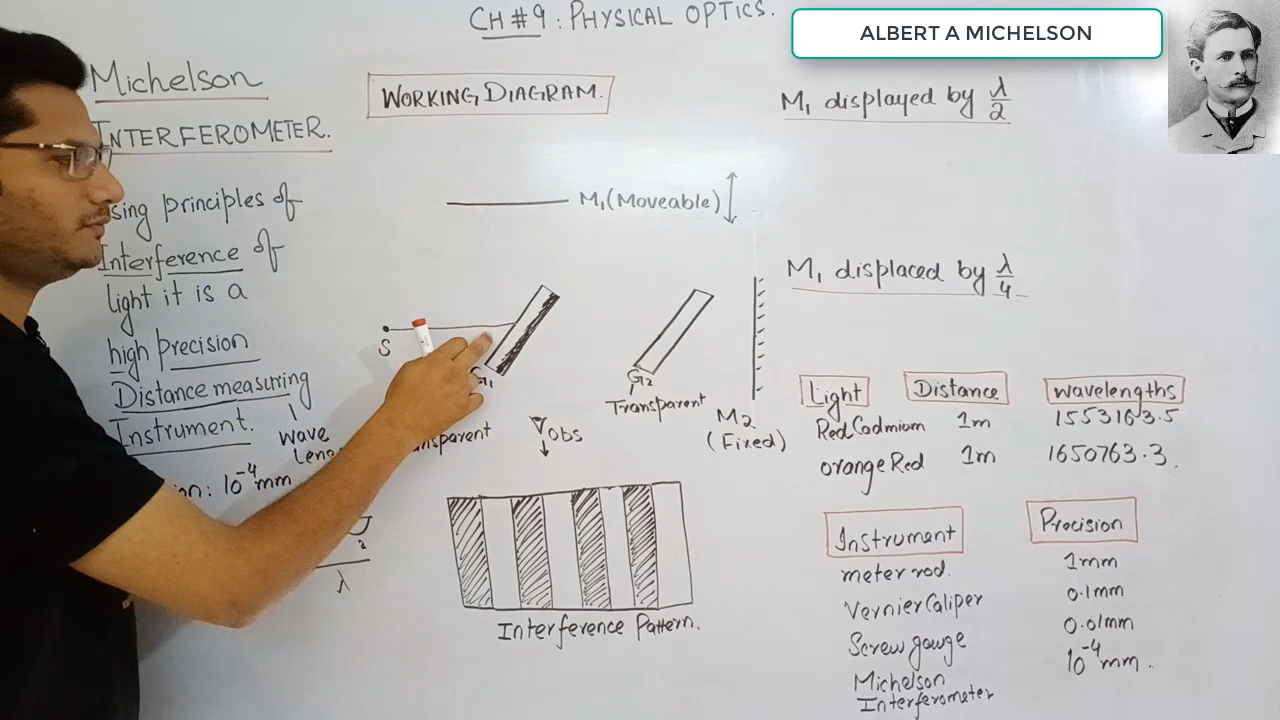 CH # 9 : PHYSICAL OPTICS.
ALBERT A MICHELSON
Michelson
INTERFEROMETER.
sing principles of
Interference of
light it is a
high precision
Distance measuring
Instrument.
wave
10⁻⁴mm
λ
WORKING DIAGRAM.
M₁ (Moveable)
S
G₁
G₂
Transparent
M₂
(Fixed)
Obs
Interference Pattern.
M₁ displayed by λ/2
M₁ displaced by λ/4
Light Distance wavelengths
Red Cadmium 1m 1553163.5
orange Red 1m 1650763.3
Instrument Precision
meter rod. 1mm
Vernier Caliper 0.1mm
Screw gauge 0.01mm
Michelson 10⁻⁴mm.
Interferometer